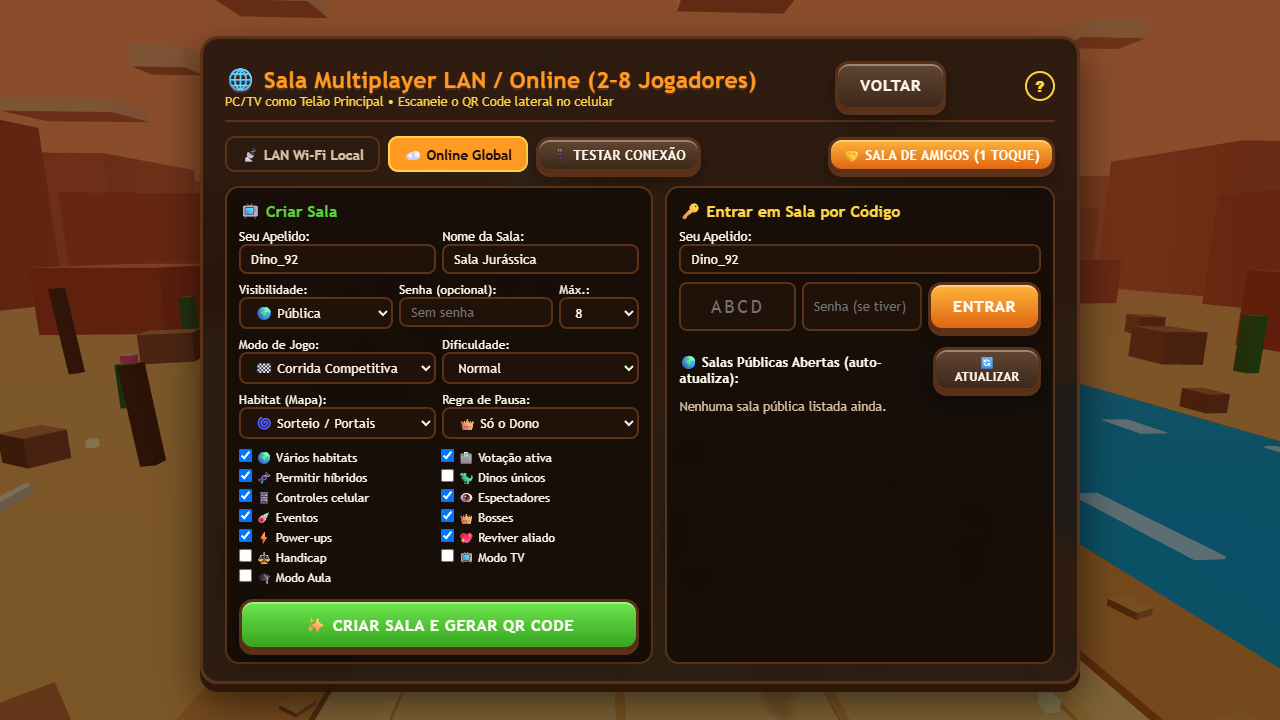 🌐 Sala Multiplayer LAN / Online (2–8 Jogadores)
PC/TV como Telão Principal • Escaneie o QR Code lateral no celular
VOLTAR
?
LAN Wi-Fi Local
Online Global
TESTAR CONEXÃO
SALA DE AMIGOS (1 TOQUE)
Criar Sala
Seu Apelido:
Dino_92
Nome da Sala:
Sala Jurássica
Visibilidade:
Pública
Senha (opcional):
Sem senha
Máx.:
8
Modo de Jogo:
Corrida Competitiva
Dificuldade:
Normal
Habitat (Mapa):
Sorteio / Portais
Regra de Pausa:
Só o Dono
Vários habitats
Votação ativa
Permitir híbridos
Dinos únicos
Controles celular
Espectadores
Eventos
Bosses
Power-ups
Reviver aliado
Handicap
Modo TV
Modo Aula
CRIAR SALA E GERAR QR CODE
Entrar em Sala por Código
Seu Apelido:
Dino_92
ABCD
Senha (se tiver)
ENTRAR
Salas Públicas Abertas (auto-
atualiza):
ATUALIZAR
Nenhuma sala pública listada ainda.